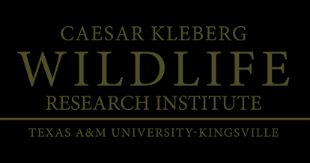 CAESAR KLEBERG
WILDLIFE
RESEARCH INSTITUTE
TEXAS A&M UNIVERSITY-KINGSVILLE